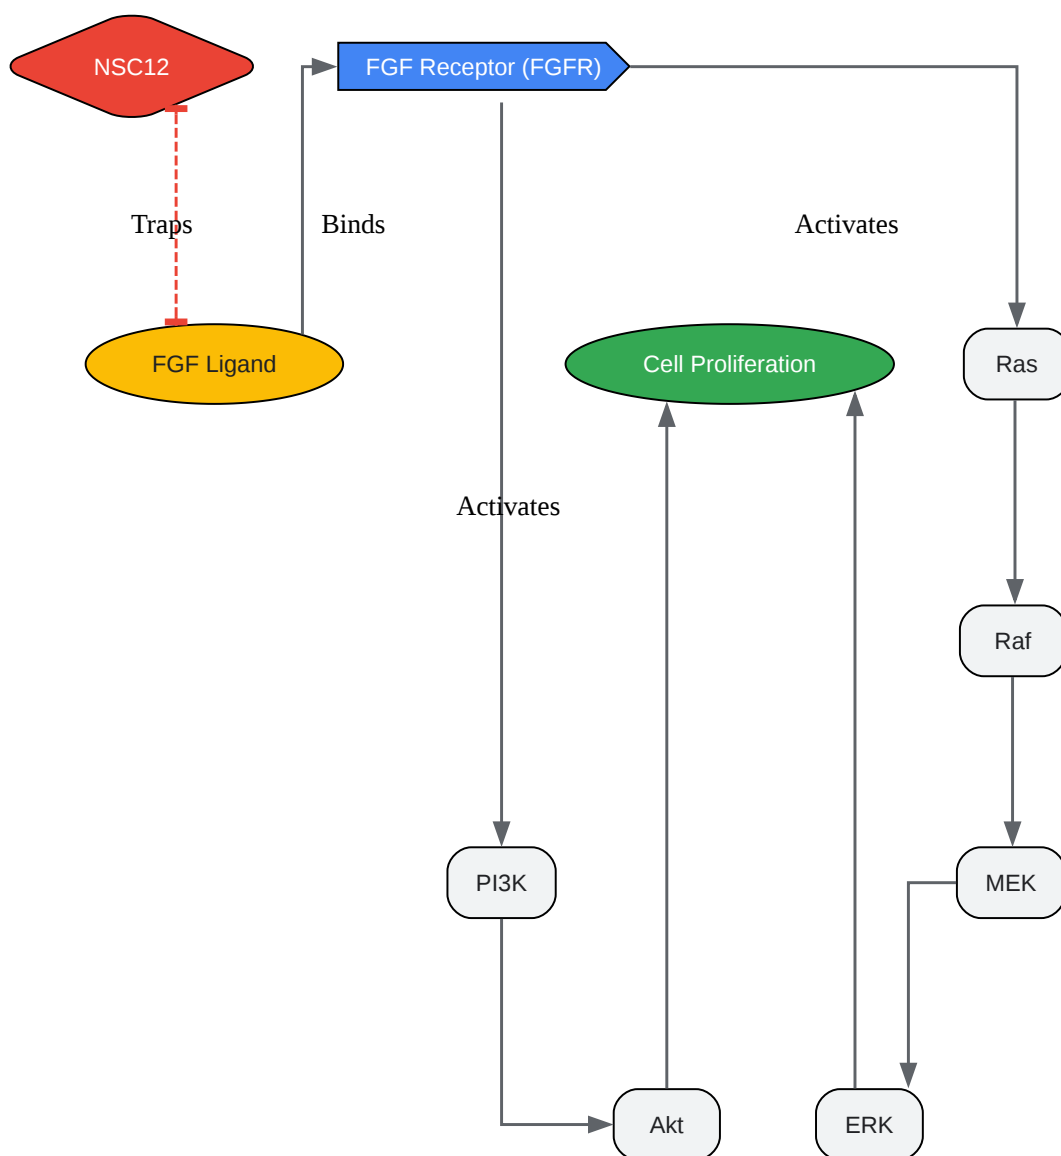 NSC12
FGF Receptor (FGFR)
Traps
Binds
Activates
FGF Ligand
Cell Proliferation
Ras
Activates
Raf
PI3K
MEK
Akt
ERK